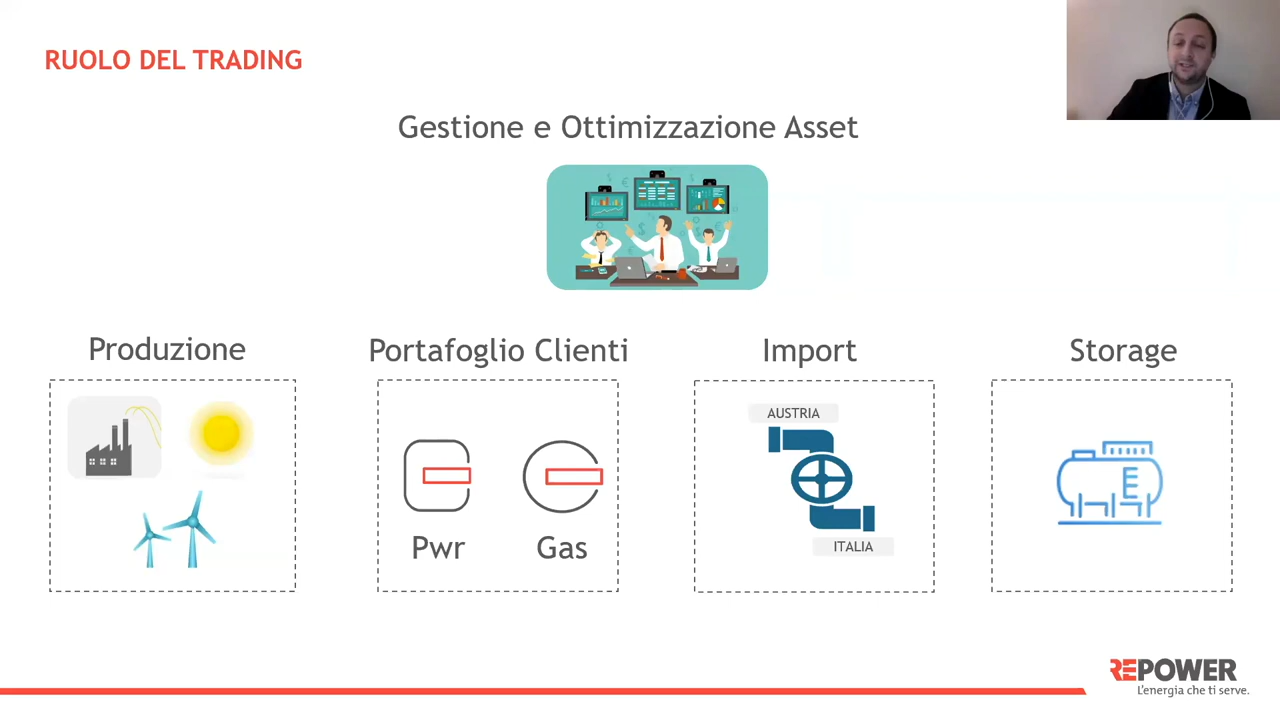 RUOLO DEL TRADING
Gestione e Ottimizzazione Asset
Produzione
Portafoglio Clienti
Import
Storage
AUSTRIA
Pwr
Gas
ITALIA
REPOWER
L'energia che ti serve.